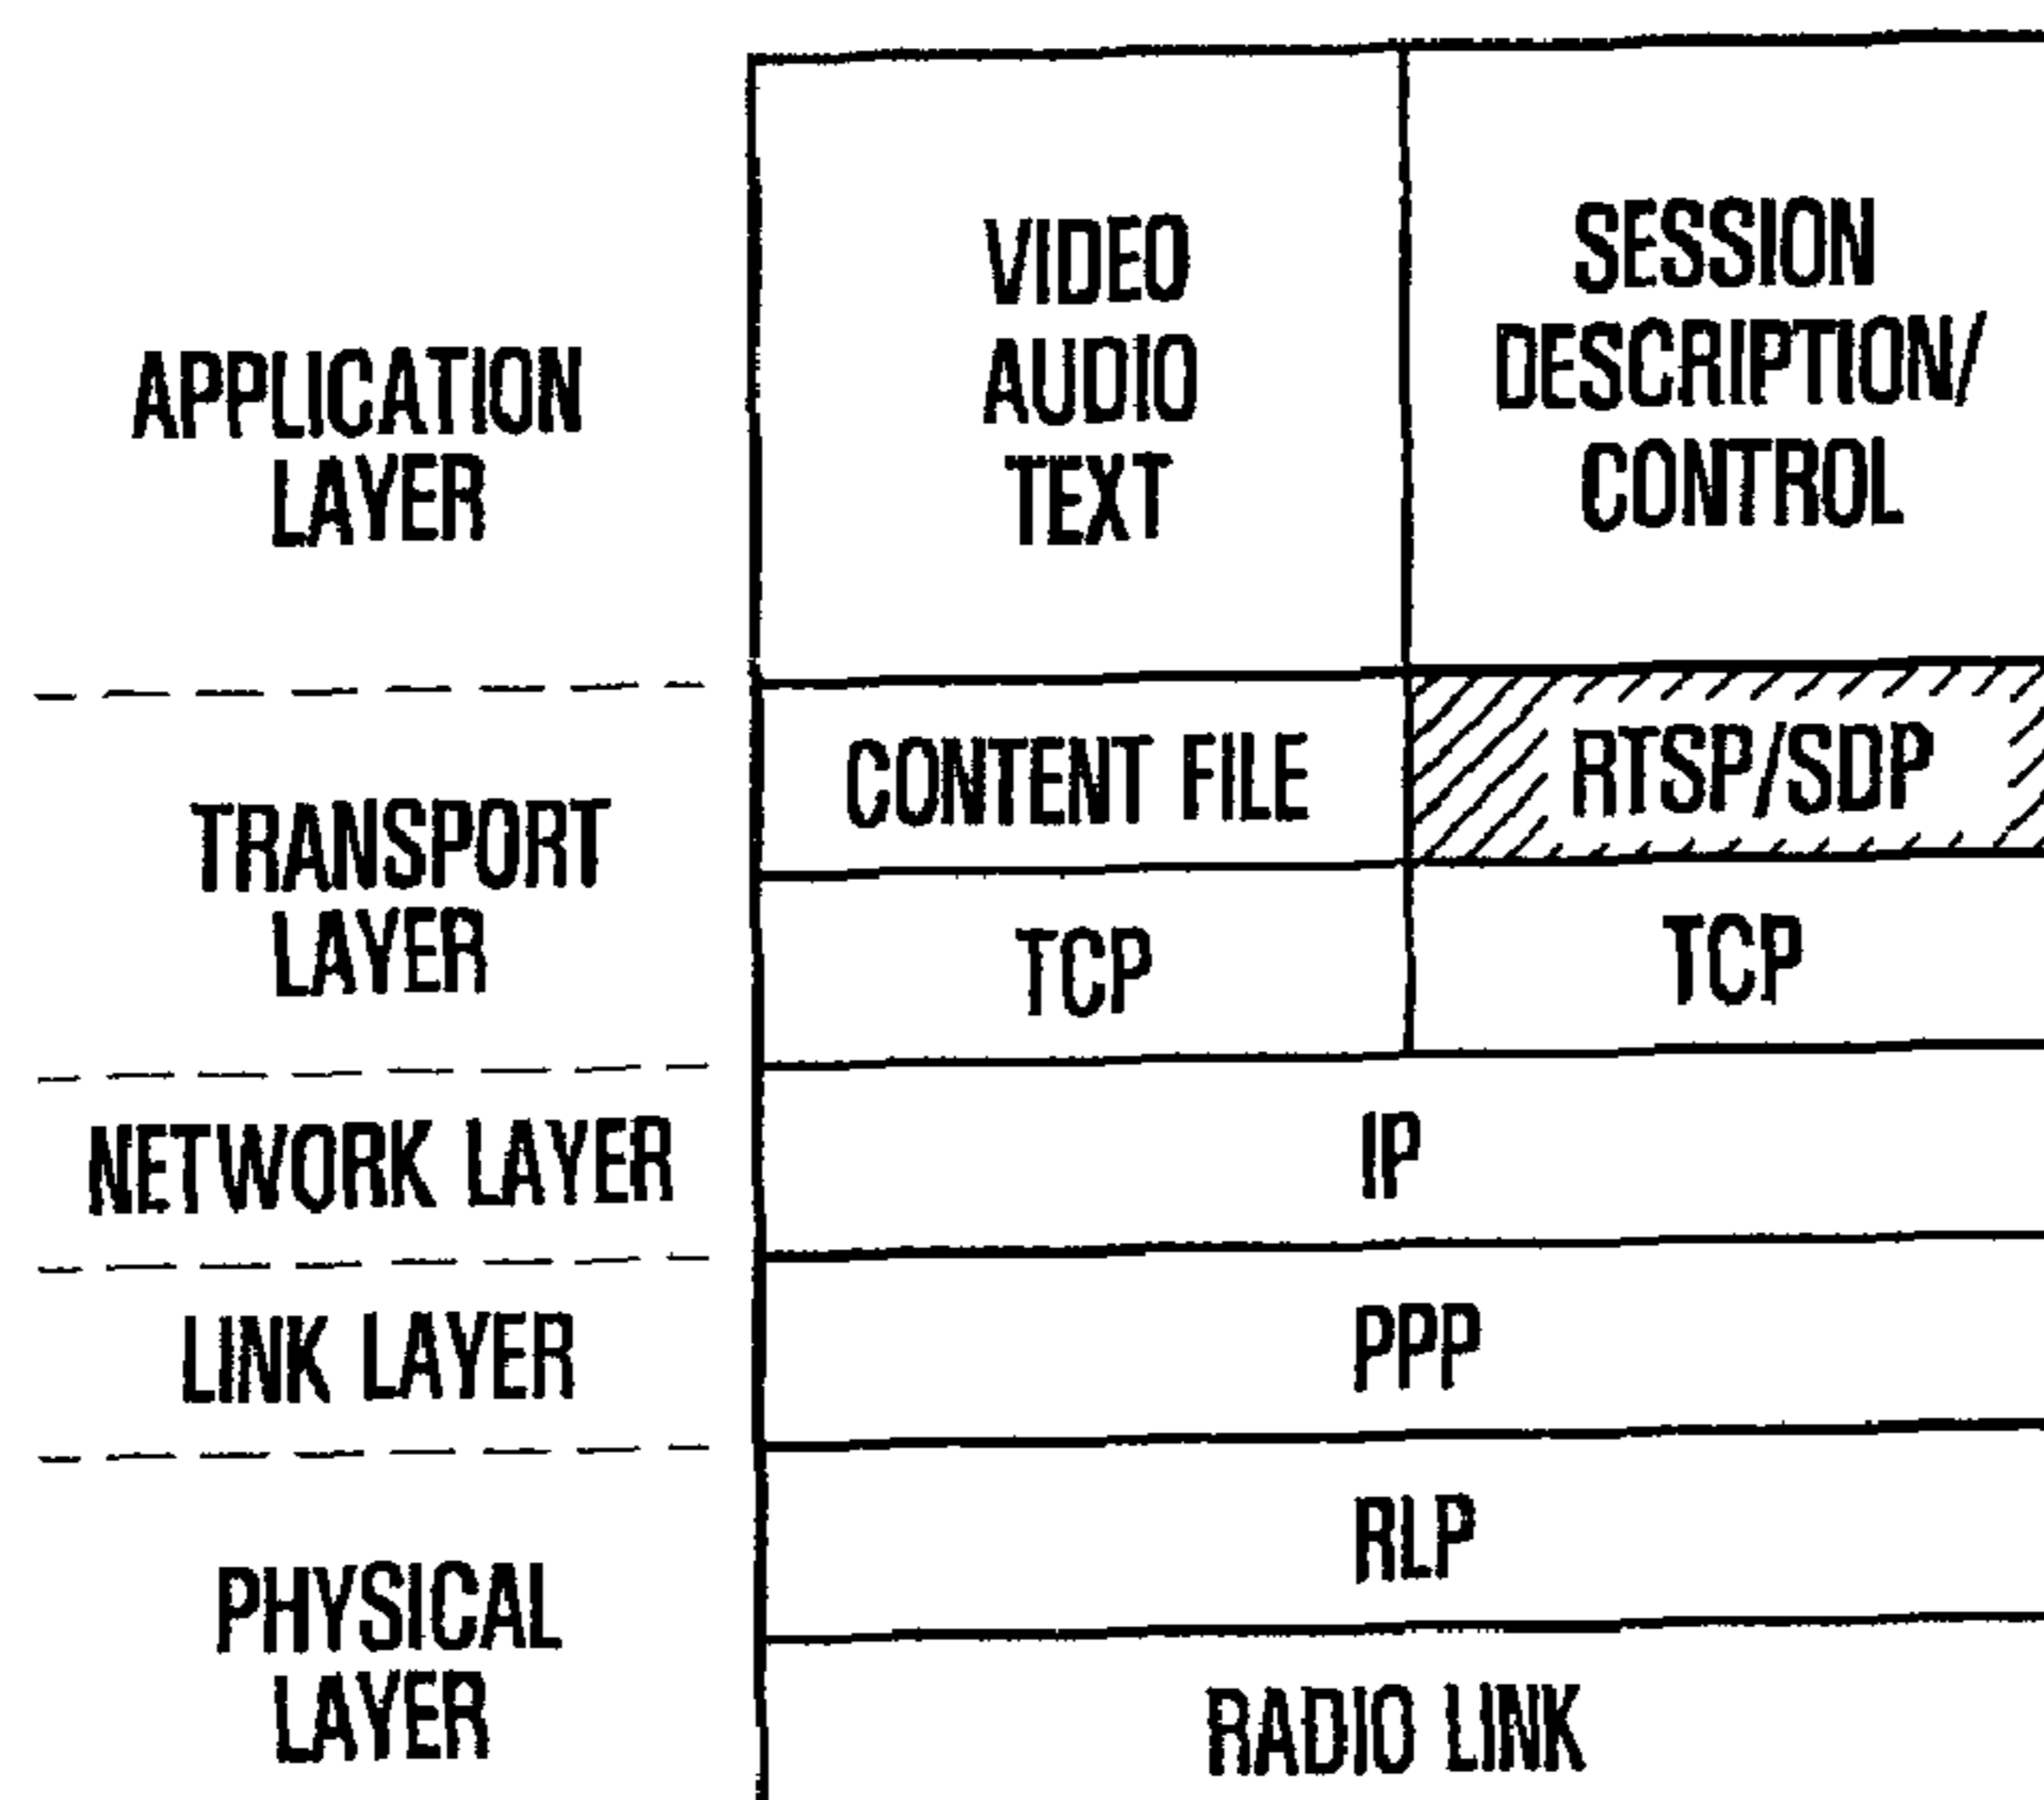 APPLICATION
LAYER
VIDEO
AUDIO
TEXT
SESSION
DESCRIPTION/
CONTROL
TRANSPORT
LAYER
CONTENT FILE
RTSP/SDP
TCP
TCP
NETWORK LAYER
IP
LINK LAYER
PPP
PHYSICAL
LAYER
RLP
RADIO LINK